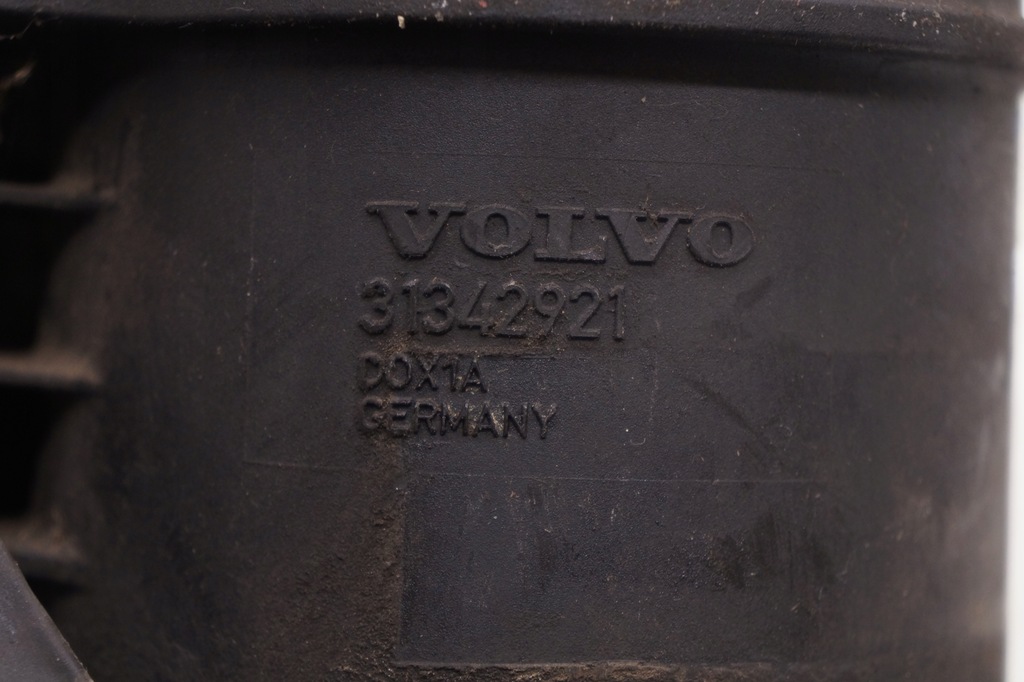 VOLVO
31342921
DOX1A
GERMANY